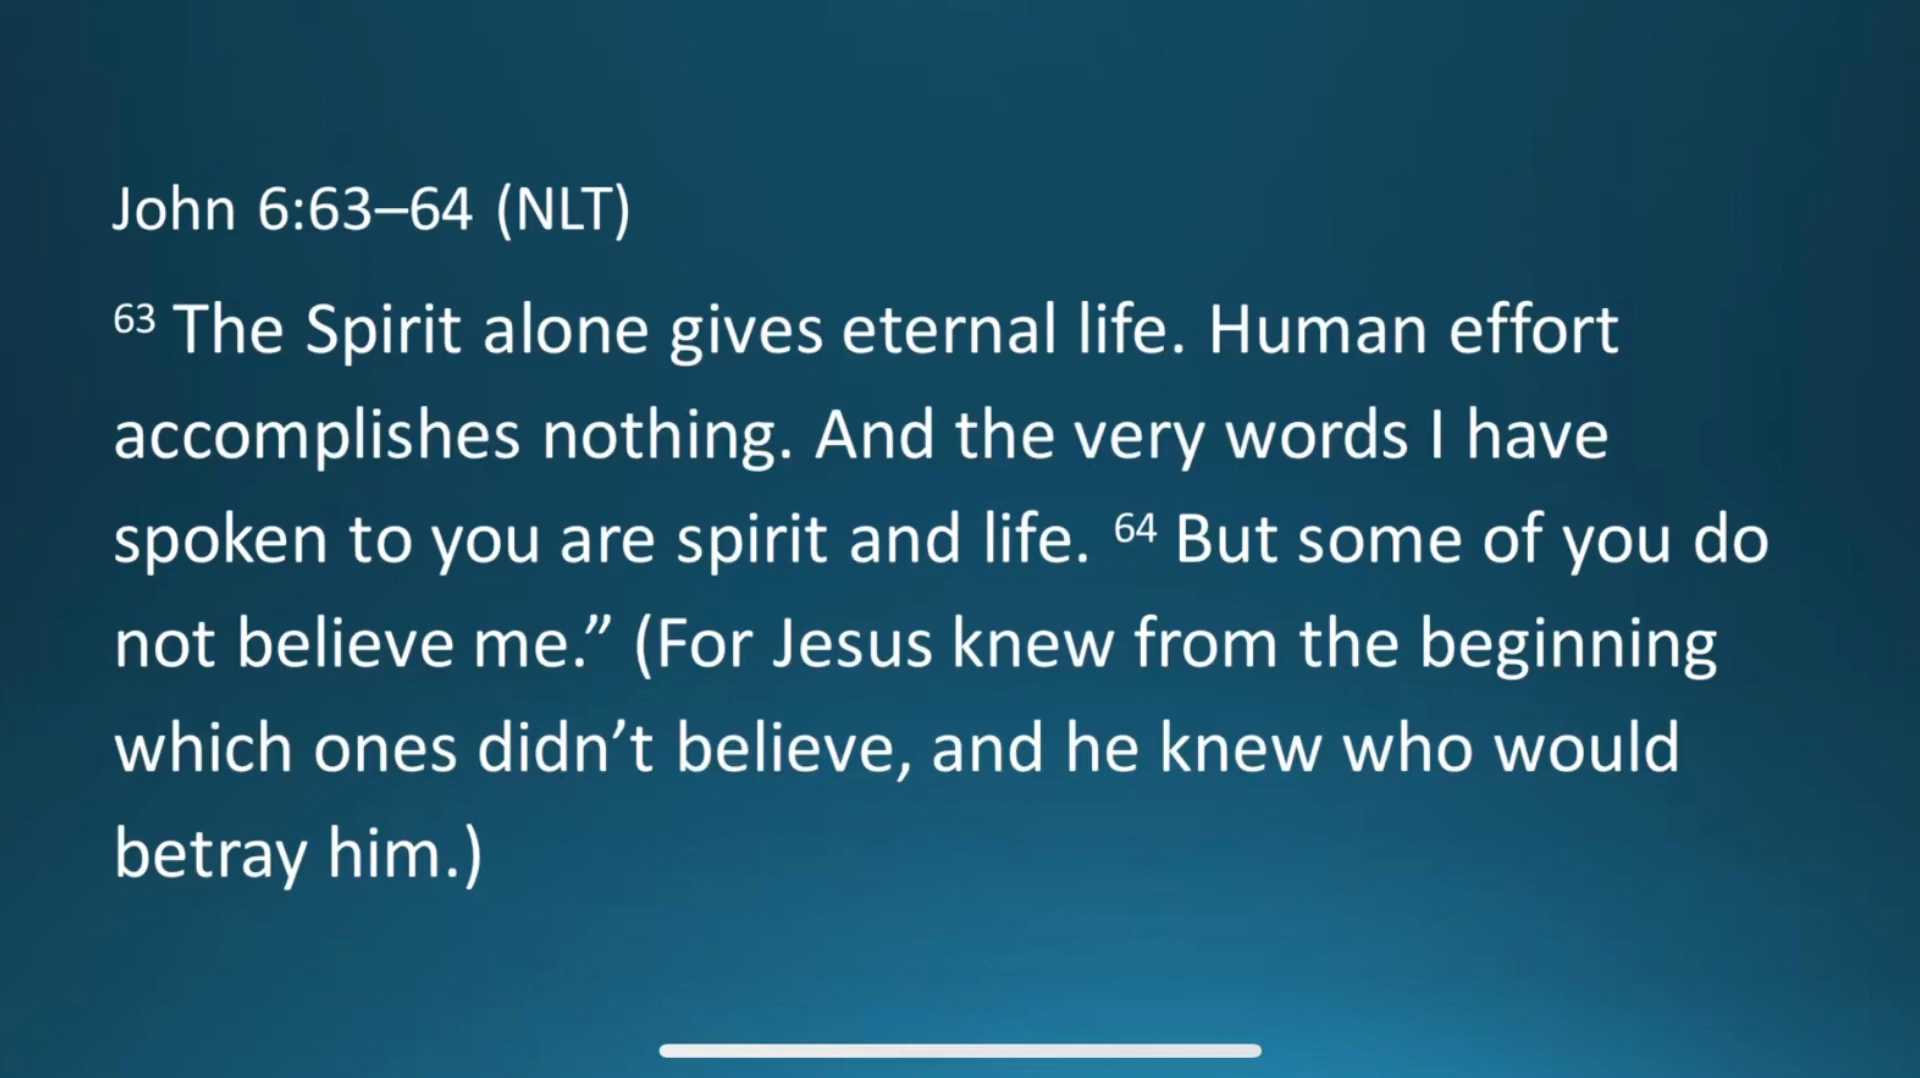 John 6:63–64 (NLT)
63 The Spirit alone gives eternal life. Human effort
accomplishes nothing. And the very words I have
spoken to you are spirit and life. 64 But some of you do
not believe me.” (For Jesus knew from the beginning
which ones didn’t believe, and he knew who would
betray him.)